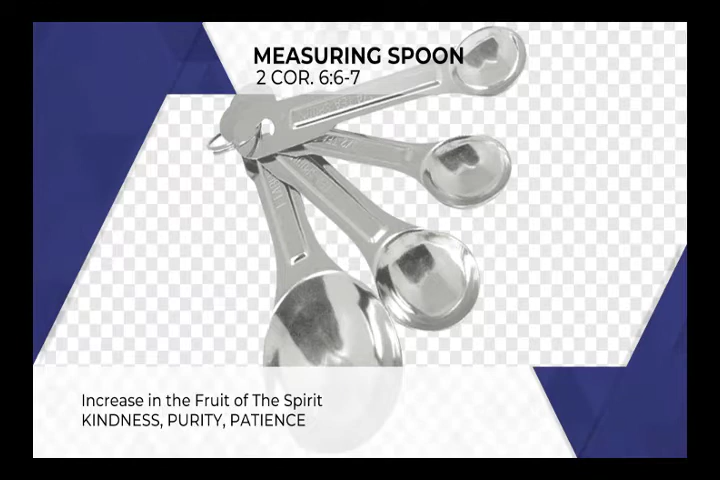 MEASURING SPOON
2 COR. 6:6-7
Increase in the Fruit of The Spirit
KINDNESS, PURITY, PATIENCE